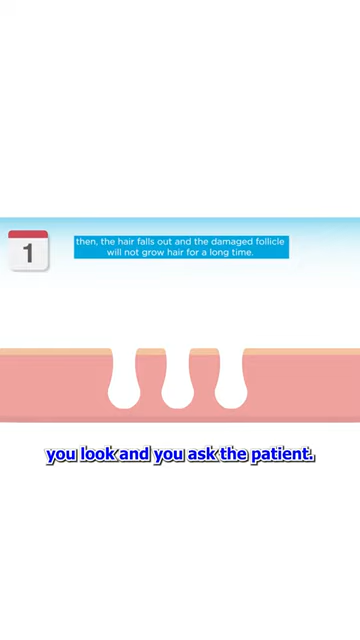 1
then, the hair falls out and the damaged follicle
will not grow hair for a long time.
you look and you ask the patient.